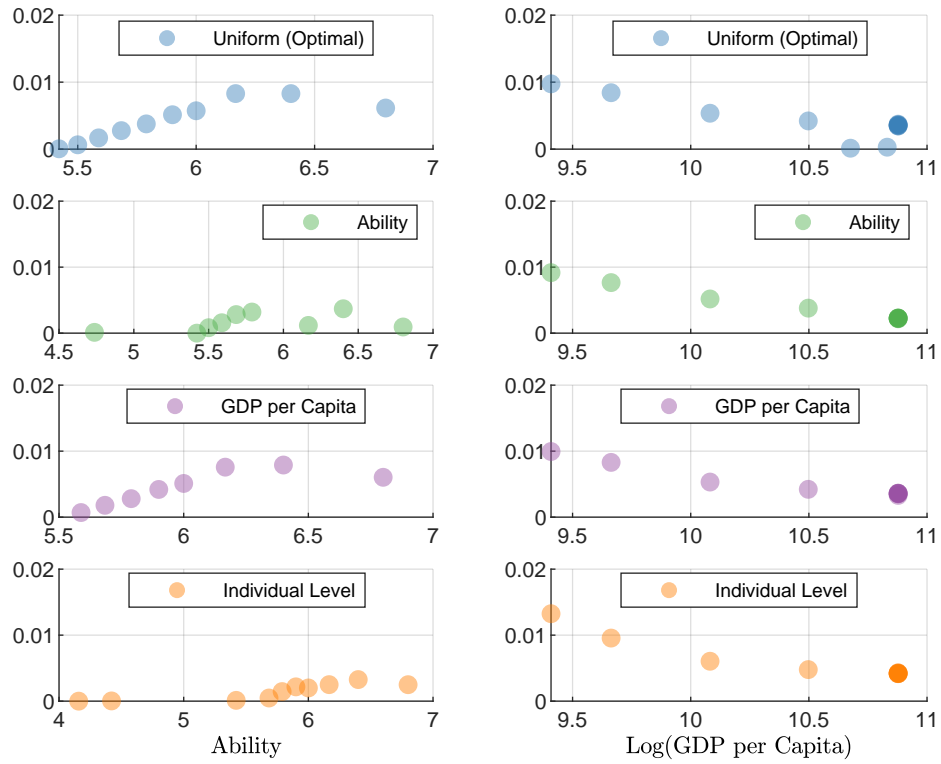 0.02
Uniform (Optimal)
0.01
0
5.5 6 6.5 7
0.02
Uniform (Optimal)
0.01
0
9.5 10 10.5 11
0.02
Ability
0.01
0
4.5 5 5.5 6 6.5 7
0.02
Ability
0.01
0
9.5 10 10.5 11
0.02
GDP per Capita
0.01
0
5.5 6 6.5 7
0.02
GDP per Capita
0.01
0
9.5 10 10.5 11
0.02
Individual Level
0.01
0
4 5 6 7
Ability
0.02
Individual Level
0.01
0
9.5 10 10.5 11
Log(GDP per Capita)